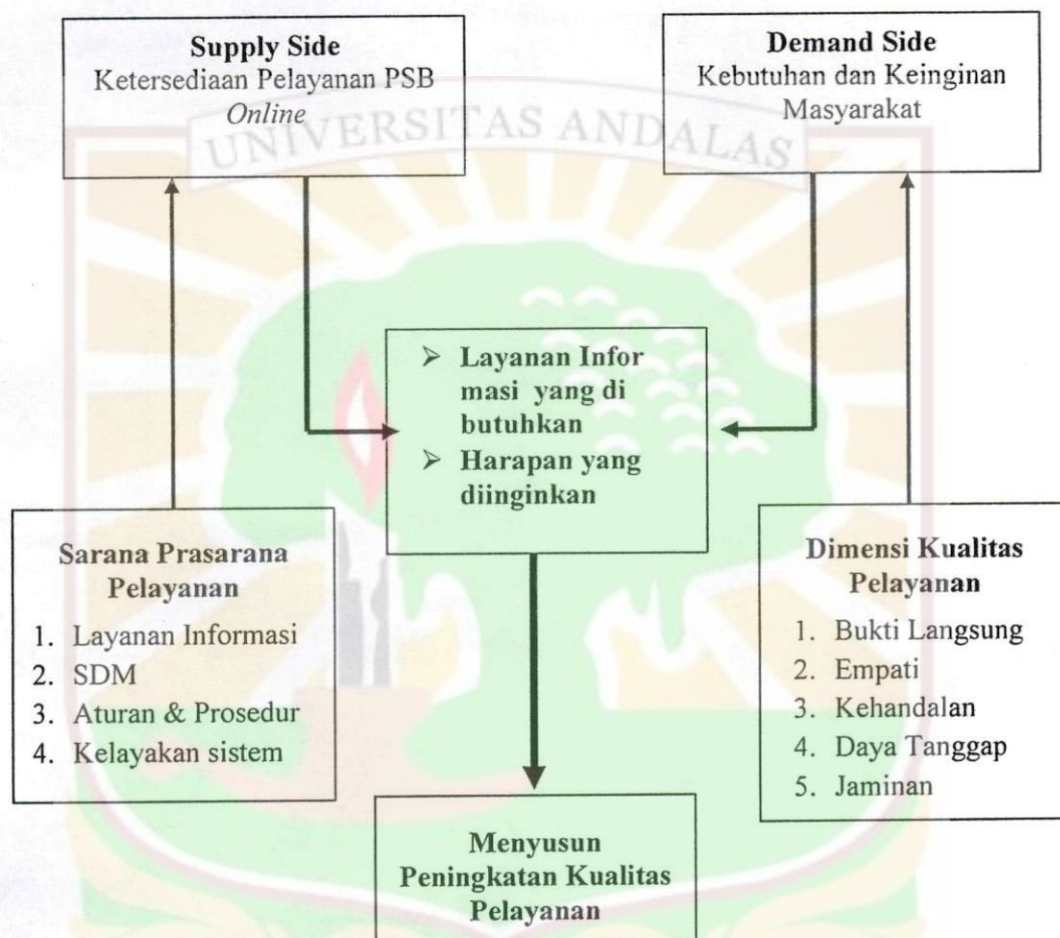 Supply Side
Ketersediaan Pelayanan PSB
Online
Demand Side
Kebutuhan dan Keinginan
Masyarakat
UNIVERSITAS ANDALAS
➢ Layanan Infor
masi yang di
butuhkan
➢ Harapan yang
diinginkan
Sarana Prasarana
Pelayanan
1. Layanan Informasi
2. SDM
3. Aturan & Prosedur
4. Kelayakan sistem
Dimensi Kualitas
Pelayanan
1. Bukti Langsung
2. Empati
3. Kehandalan
4. Daya Tanggap
5. Jaminan
Menyusun
Peningkatan Kualitas
Pelayanan